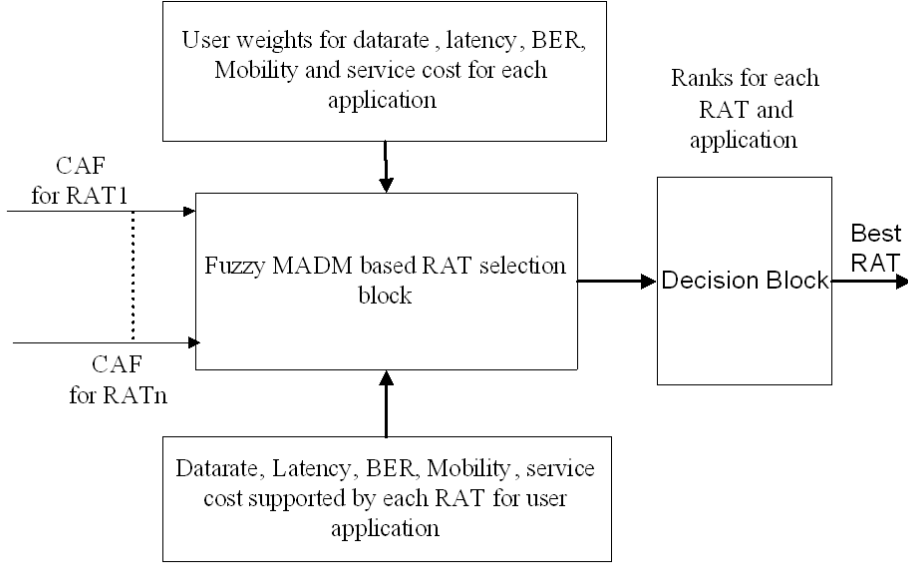 User weights for datarate , latency, BER,
Mobility and service cost for each
application
Ranks for each
RAT and
application
CAF
for RAT1
Fuzzy MADM based RAT selection
block
Decision Block
Best
RAT
CAF
for RATn
Datarate, Latency, BER, Mobility, service
cost supported by each RAT for user
application